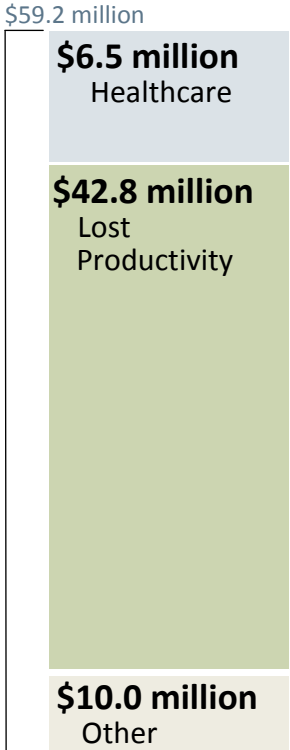 $59.2 million
$6.5 million
Healthcare
$42.8 million
Lost
Productivity
$10.0 million
Other